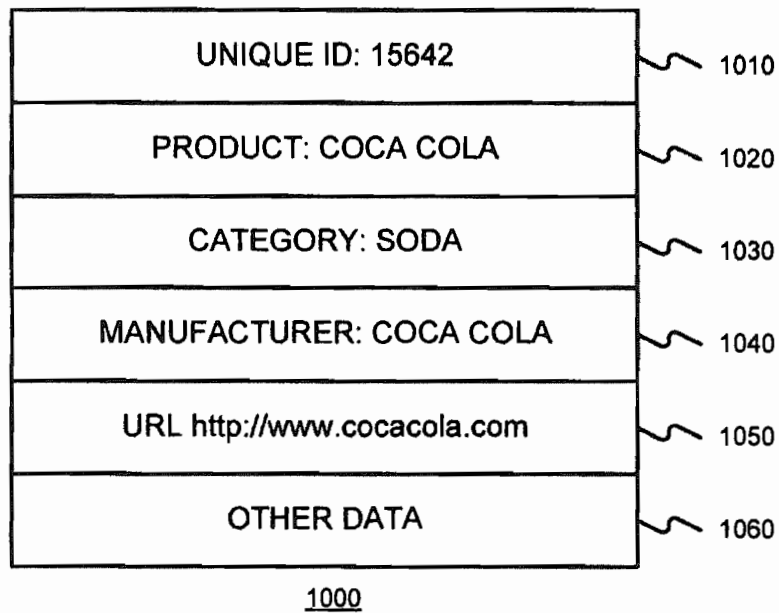 UNIQUE ID: 15642 1010
PRODUCT: COCA COLA 1020
CATEGORY: SODA 1030
MANUFACTURER: COCA COLA 1040
URL http://www.cocacola.com 1050
OTHER DATA 1060
1000